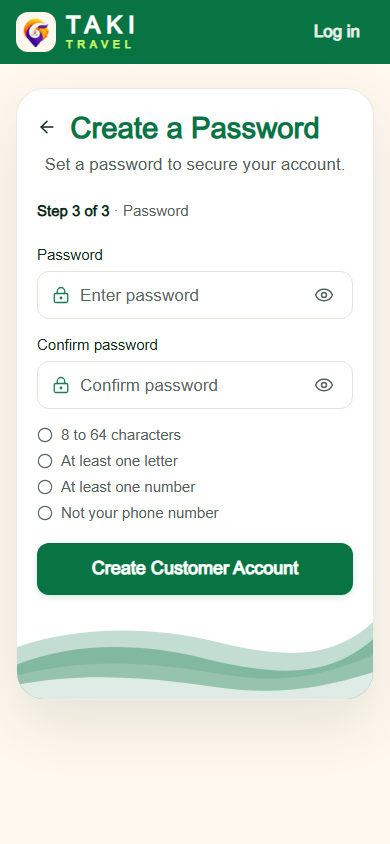 TAKI
TRAVEL
Log in
Create a Password
Set a password to secure your account.
Step 3 of 3 · Password
Password
Enter password
Confirm password
Confirm password
8 to 64 characters
At least one letter
At least one number
Not your phone number
Create Customer Account